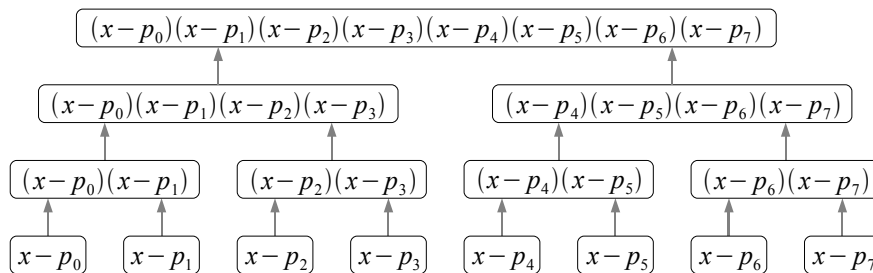 (x−p₀)(x−p₁)(x−p₂)(x−p₃)(x−p₄)(x−p₅)(x−p₆)(x−p₇)
(x−p₀)(x−p₁)(x−p₂)(x−p₃) (x−p₄)(x−p₅)(x−p₆)(x−p₇)
(x−p₀)(x−p₁) (x−p₂)(x−p₃) (x−p₄)(x−p₅) (x−p₆)(x−p₇)
x−p₀ x−p₁ x−p₂ x−p₃ x−p₄ x−p₅ x−p₆ x−p₇